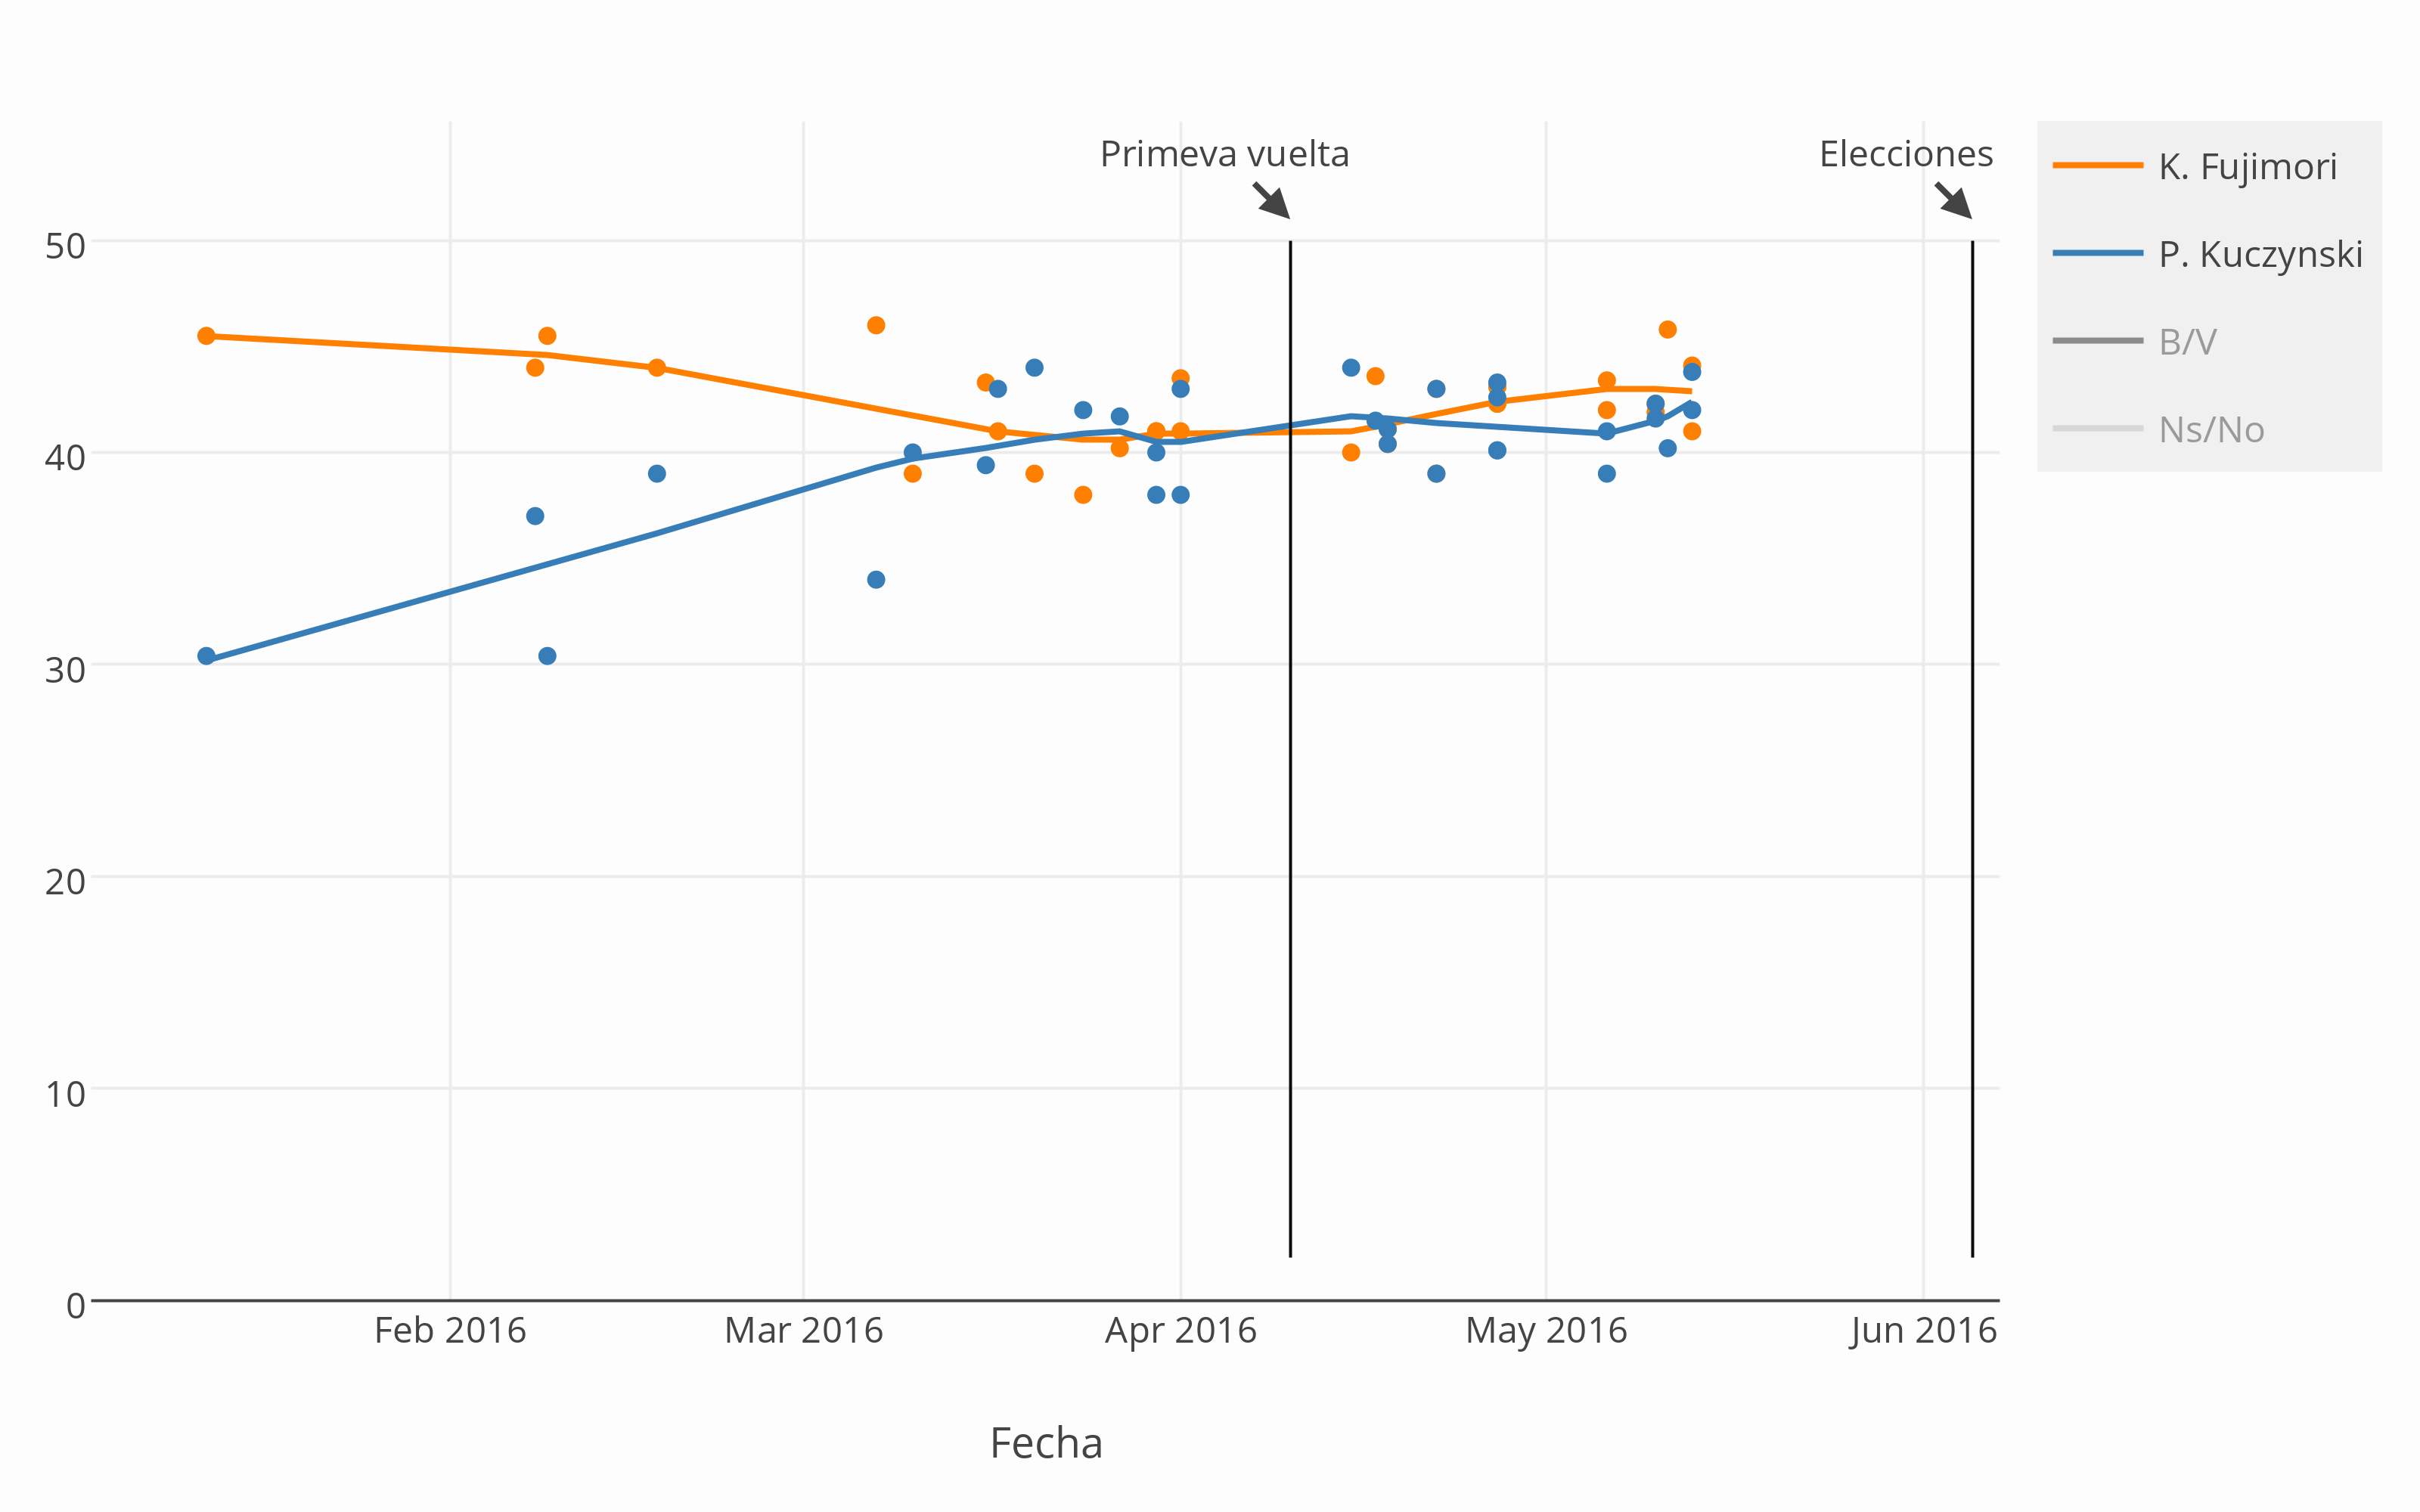 Primeva vuelta
Elecciones
K. Fujimori
P. Kuczynski
B/V
Ns/No
50
40
30
20
10
0
Feb 2016
Mar 2016
Apr 2016
May 2016
Jun 2016
Fecha